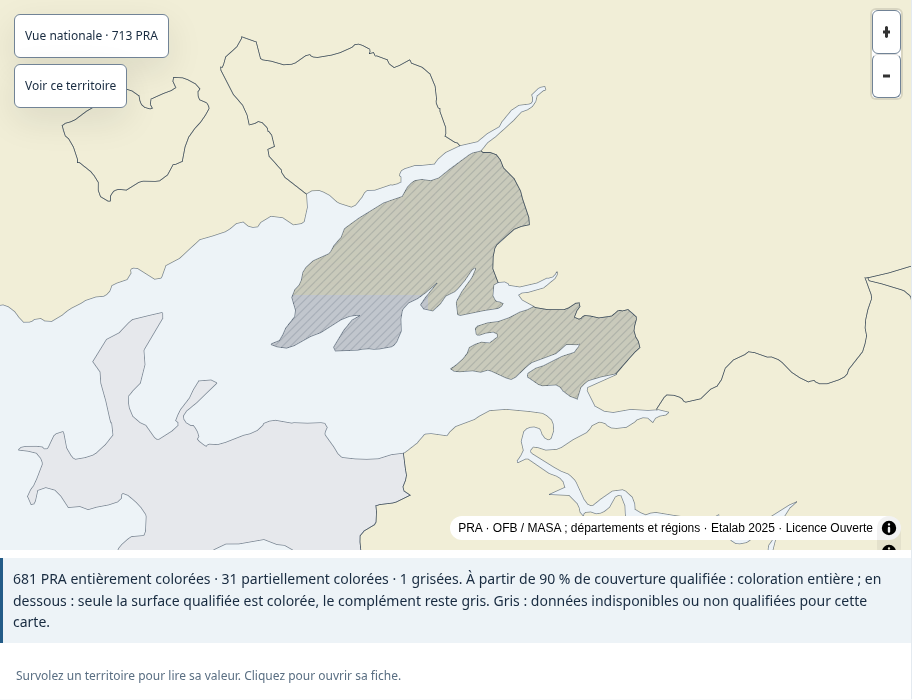 Vue nationale · 713 PRA
+
Voir ce territoire
-
PRA · OFB / MASA ; départements et régions · Etalab 2025 · Licence Ouverte
681 PRA entièrement colorées · 31 partiellement colorées · 1 grisées. À partir de 90 % de couverture qualifiée : coloration entière ; en
dessous : seule la surface qualifiée est colorée, le complément reste gris. Gris : données indisponibles ou non qualifiées pour cette
carte.
Survolez un territoire pour lire sa valeur. Cliquez pour ouvrir sa fiche.